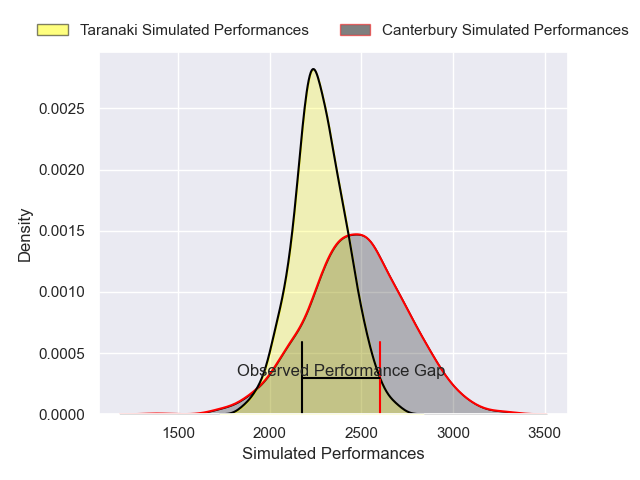 Taranaki Simulated Performances
Canterbury Simulated Performances
0.0025
0.0020
0.0015
0.0010
0.0005
0.0000
Density
Observed Performance Gap
1500
2000
2500
3000
3500
Simulated Performances